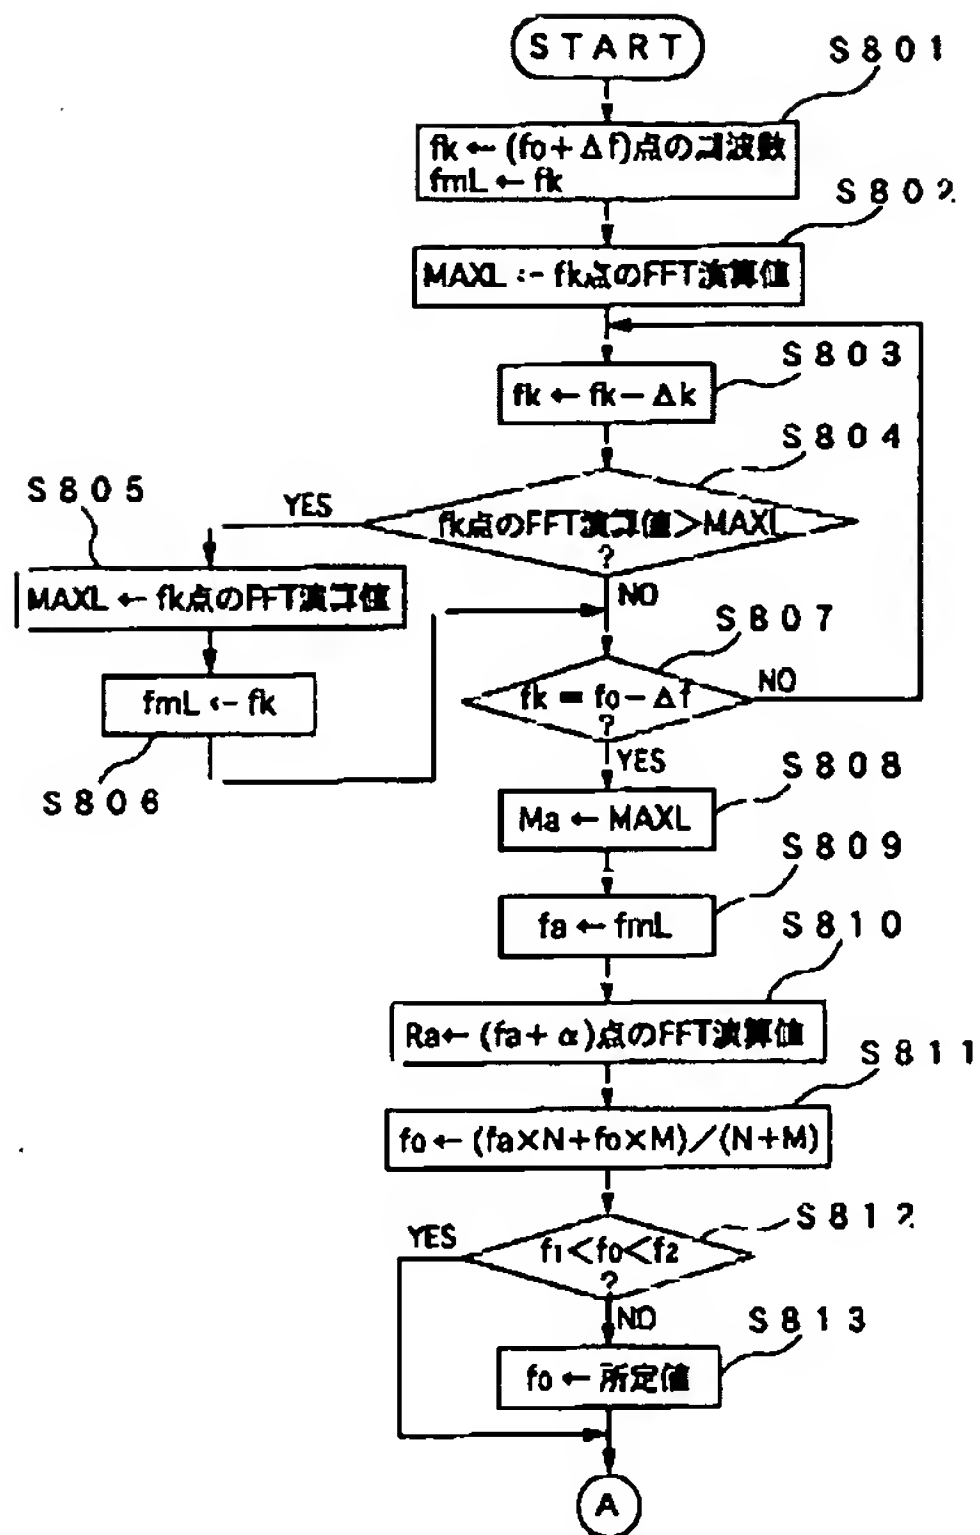 START
S801
fk ← (fo + Δf)点の周波数
fmL ← fk
S802
MAXL ← fk点のFFT演算値
S803
fk ← fk − Δk
S804
fk点のFFT演算値>MAXL
?
YES
NO
S805
MAXL ← fk点のFFT演算値
fmL ← fk
S806
S807
fk = fo − Δf
?
NO
YES
S808
Ma ← MAXL
S809
fa ← fmL
S810
Ra ← (fa + α)点のFFT演算値
S811
fo ← (fa×N+fo×M)/(N+M)
S812
f1<fo<f2
?
YES
NO
S813
fo ← 所定値
A